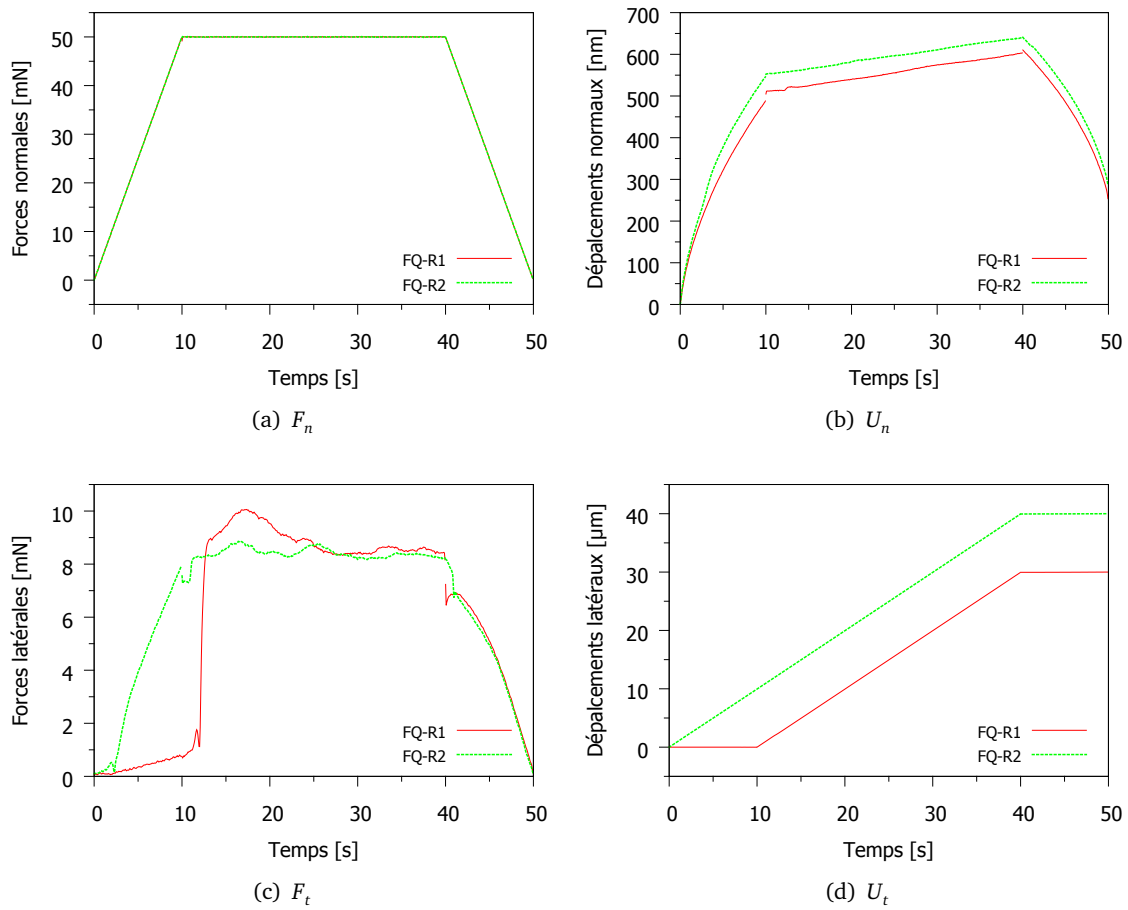 Forces normales [mN]
50
40
30
20
10
0
FQ-R1
FQ-R2
0 10 20 30 40 50
Temps [s]
(a) Fn
Dépalcements normaux [nm]
700
600
500
400
300
200
100
0
FQ-R1
FQ-R2
0 10 20 30 40 50
Temps [s]
(b) Un
Forces latérales [mN]
10
8
6
4
2
0
FQ-R1
FQ-R2
0 10 20 30 40 50
Temps [s]
(c) Ft
Dépalcements latéraux [µm]
40
30
20
10
0
FQ-R1
FQ-R2
0 10 20 30 40 50
Temps [s]
(d) Ut